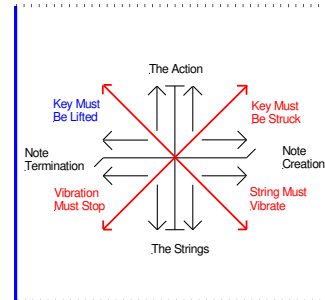 The Action
Key Must
Be Lifted
Key Must
Be Struck
Note
Termination
Note
Creation
Vibration
Must Stop
String Must
Vibrate
The Strings